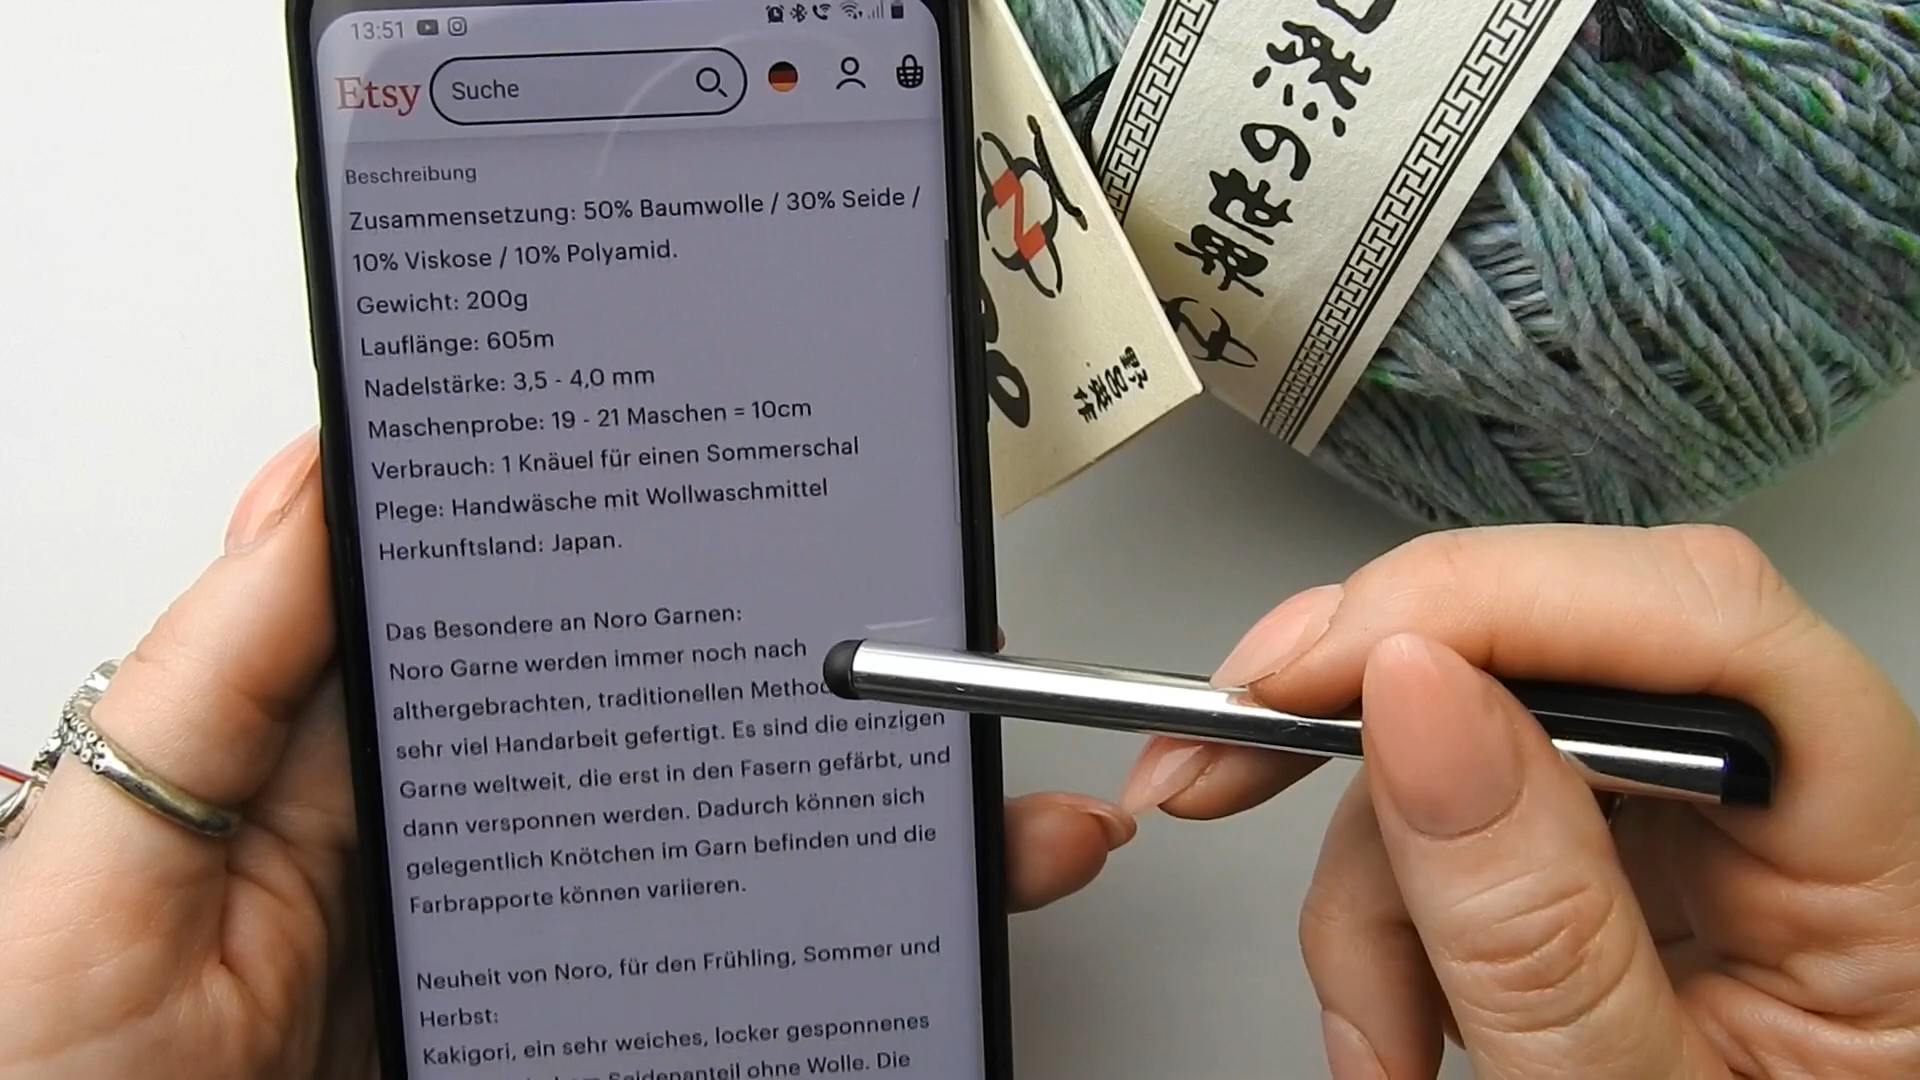 13:51
Etsy
Suche
Beschreibung
Zusammensetzung: 50% Baumwolle / 30% Seide /
10% Viskose / 10% Polyamid.
Gewicht: 200g
Lauflänge: 605m
Nadelstärke: 3,5 - 4,0 mm
Maschenprobe: 19 - 21 Maschen = 10cm
Verbrauch: 1 Knäuel für einen Sommerschal
Plege: Handwäsche mit Wollwaschmittel
Herkunftsland: Japan.
Das Besondere an Noro Garnen:
Noro Garne werden immer noch nach
althergebrachten, traditionellen
sehr viel Handarbeit gefertigt. Es sind die einzigen
Garne weltweit, die erst in den Fasern gefärbt, und
dann versponnen werden. Dadurch können sich
gelegentlich Knötchen im Garn befinden und die
Farbrapporte können variieren.
Neuheit von Noro, für den Frühling, Sommer und
Herbst:
Kakigori, ein sehr weiches, locker gesponnenes
Seidenanteil ohne Wolle. Die